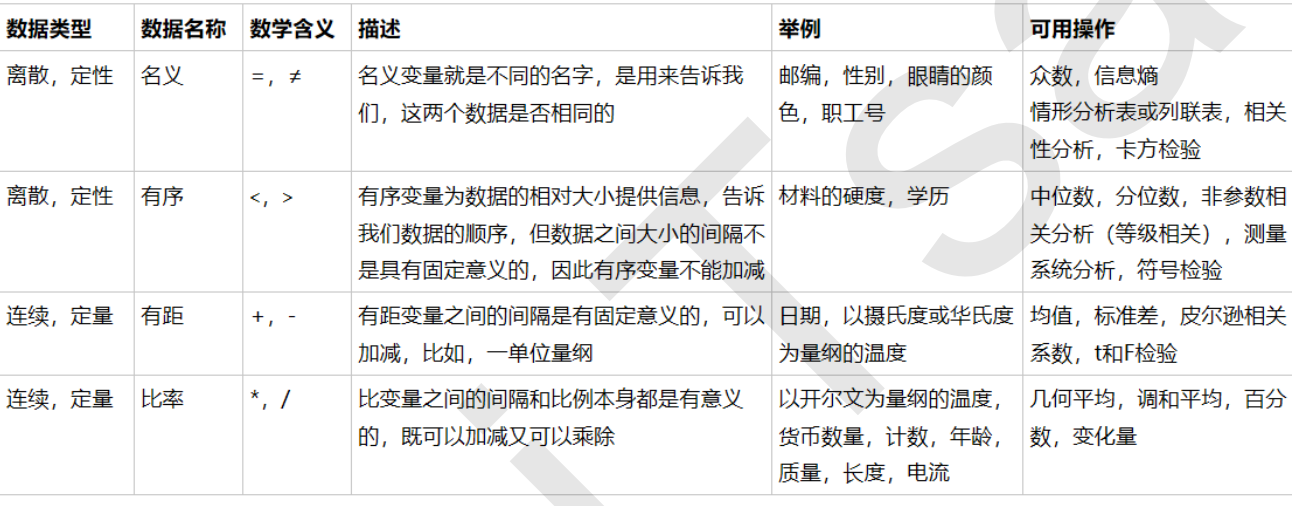 数据类型 数据名称 数学含义 描述 举例 可用操作
离散，定性 名义 =，≠ 名义变量就是不同的名字，是用来告诉我 邮编，性别，眼睛的颜 众数，信息熵
们，这两个数据是否相同的 色，职工号 情形分析表或列联表，相关
性分析，卡方检验
离散，定性 有序 <，> 有序变量为数据的相对大小提供信息，告诉 材料的硬度，学历 中位数，分位数，非参数相
我们数据的顺序，但数据之间大小的间隔不 关分析（等级相关），测量
是具有固定意义的，因此有序变量不能加减 系统分析，符号检验
连续，定量 有距 +，- 有距变量之间的间隔是有固定意义的，可以 日期，以摄氏度或华氏度 均值，标准差，皮尔逊相关
加减，比如，一单位量纲 为量纲的温度 系数，t和F检验
连续，定量 比率 *，/ 比变量之间的间隔和比例本身都是有意义 以开尔文为量纲的温度， 几何平均，调和平均，百分
的，既可以加减又可以乘除 货币数量，计数，年龄， 数，变化量
质量，长度，电流